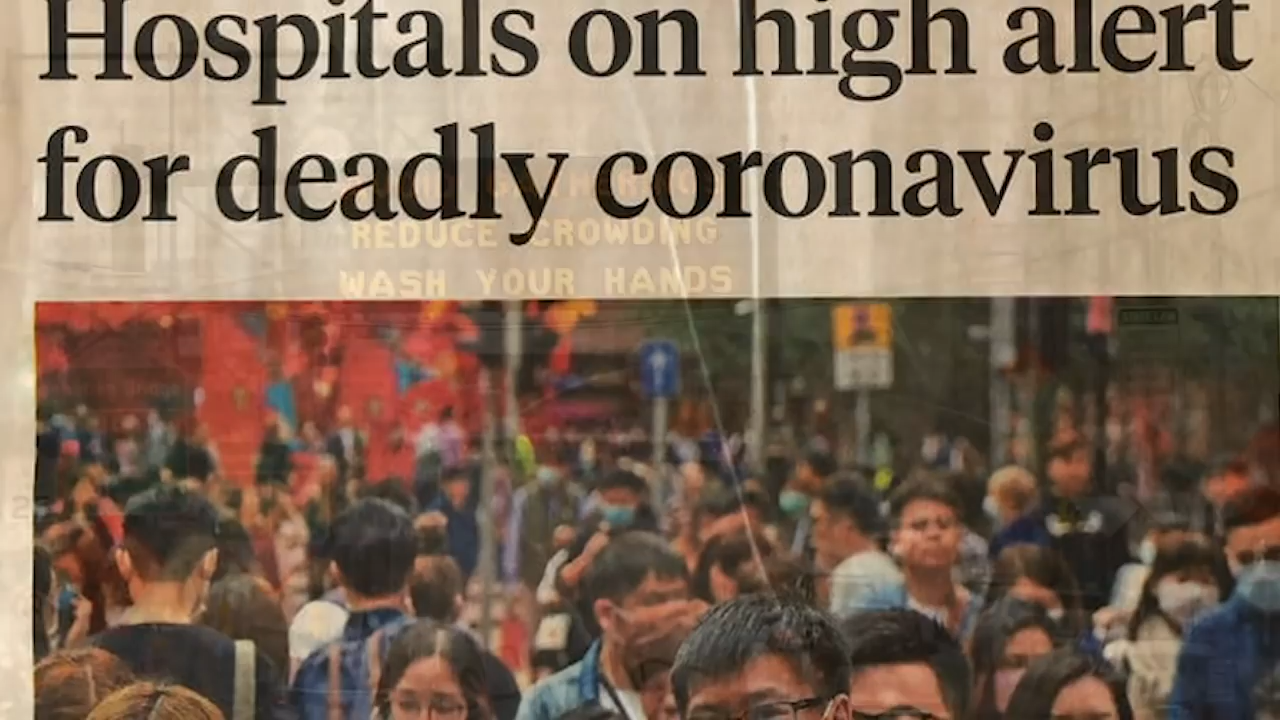 Hospitals on high alert
for deadly coronavirus
REDUCE CROWDING
WASH YOUR HANDS